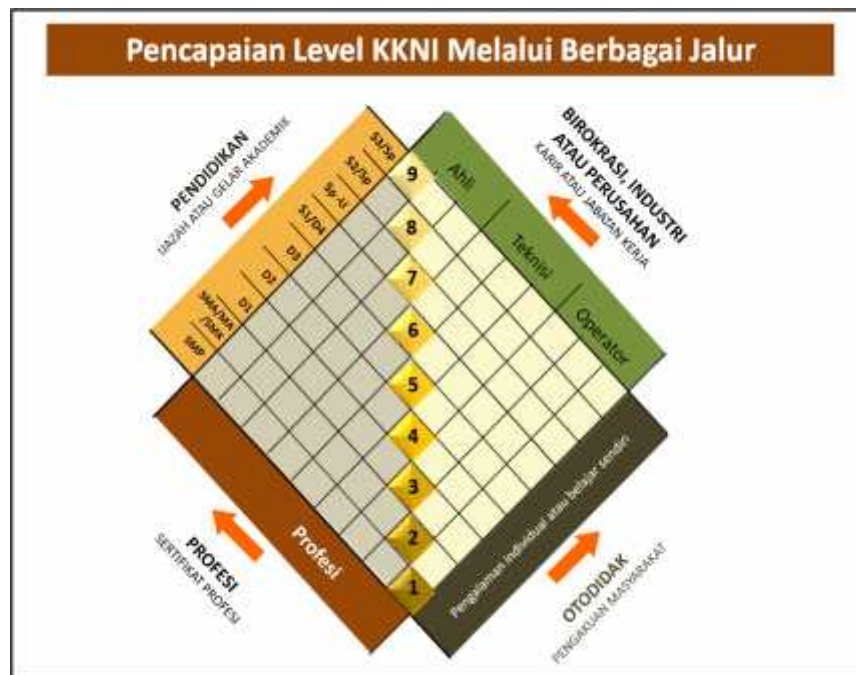 Pencapaian Level KKNI Melalui Berbagai Jalur
PENDIDIKAN
IJAZAH ATAU GELAR AKADEMIK
BIROKRASI, INDUSTRI
ATAU PERUSAHAN
KARIR ATAU JABATAN KERJA
S3/Sp
S2/Sp
Sp.-U
S1/D4
D3
D2
D1
SMA/MA
/SMK
SMP
Ahli
Teknisi
Operator
9
8
7
6
5
4
3
2
1
Profesi
Pengalaman individual atau belajar sendiri
PROFESI
SERTIFIKAT PROFESI
OTODIDAK
PENGAKUAN MASYARAKAT